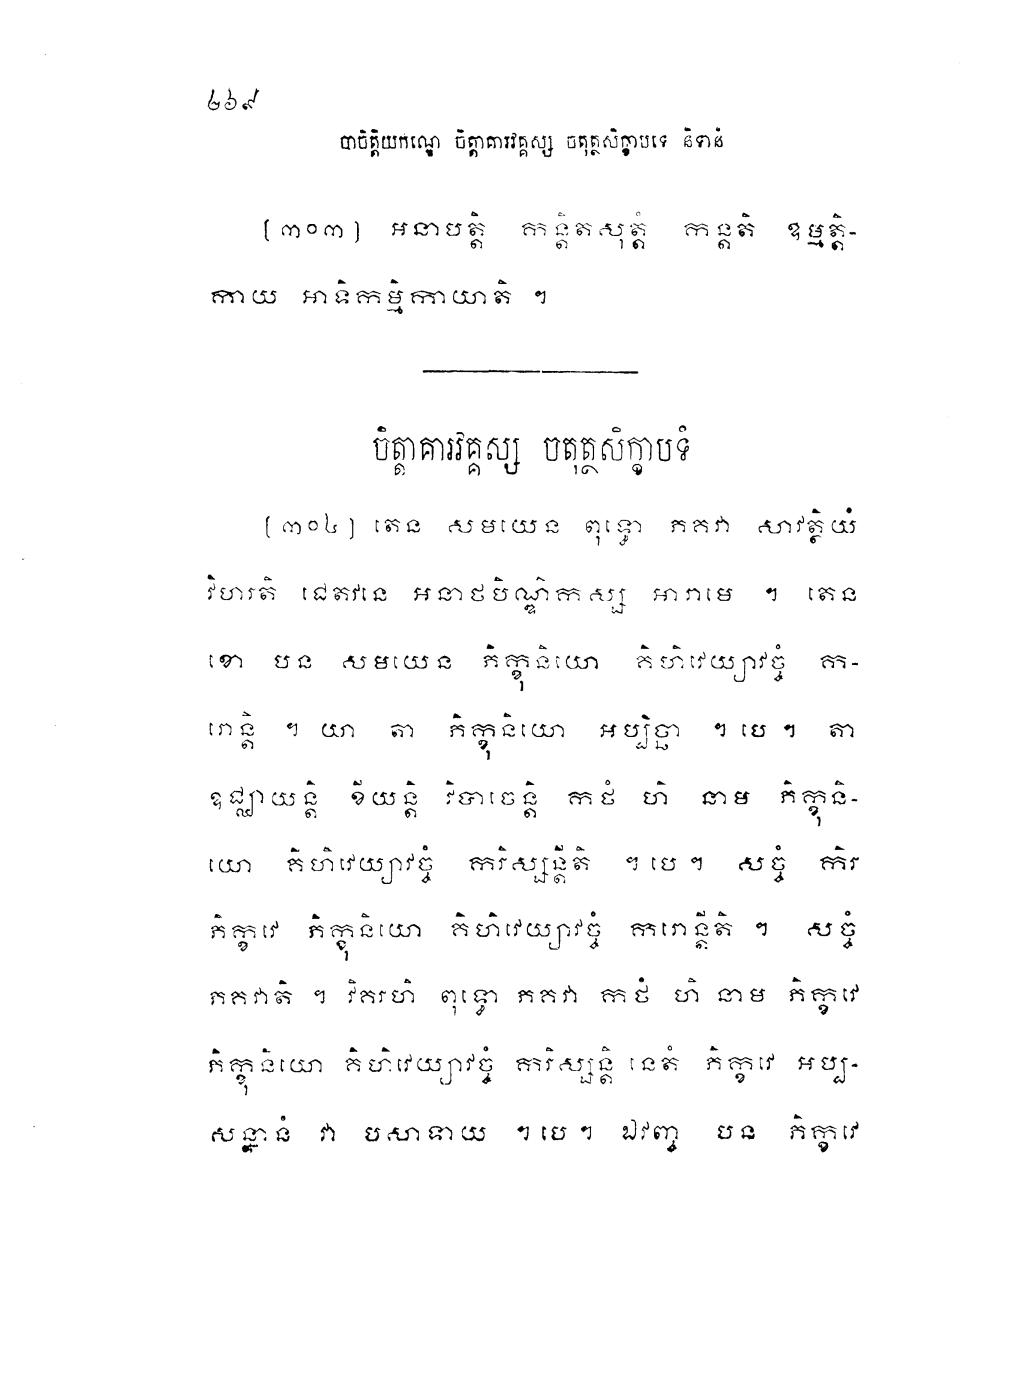 ២៦៩
បាចិត្តិយកណ្ឌេ ចិត្តាគារវគ្គស្ស ចតុត្ថសិក្ខាបទេ និទានំ
(៣០៣) អនាបត្តិ កន្តិតសុត្តំ កន្តតិ ឧម្មត្តិ-
កាយ អាទិកម្មិកាយាតិ ។
ចិត្តាគារវគ្គស្ស ចតុត្ថសិក្ខាបទំ
(៣០៤) តេន សមយេន ពុទ្ធោ ភគវា សាវត្ថិយំ
វិហរតិ ជេតវនេ អនាថបិណ្ឌិកស្ស អារាមេ ។ តេន
ខោ បន សមយេន ភិក្ខុនិយោ គិហិវេយ្យាវច្ចំ ក-
រោន្តិ ។ យា តា ភិក្ខុនិយោ អប្បិច្ឆា ។ បេ ។ តា
ឧជ្ឈាយន្តិ ខីយន្តិ វិបាចេន្តិ កថំ ហិ នាម ភិក្ខុនិ-
យោ គិហិវេយ្យាវច្ចំ ករិស្សន្តីតិ ។ បេ ។ សច្ចំ កិរ
ភិក្ខវេ ភិក្ខុនិយោ គិហិវេយ្យាវច្ចំ ករោន្តីតិ ។ សច្ចំ
ភគវាតិ ។ វិគរហិ ពុទ្ធោ ភគវា កថំ ហិ នាម ភិក្ខវេ
ភិក្ខុនិយោ គិហិវេយ្យាវច្ចំ ករិស្សន្តិ នេតំ ភិក្ខវេ អប្ប-
សន្នានំ វា បសាទាយ ។ បេ ។ ឯវញ្ច បន ភិក្ខវេ